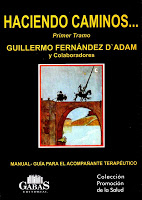 HACIENDO CAMINOS...
Primer Tramo
GUILLERMO FERNÁNDEZ D`ADAM
y Colaboradores
MANUAL- GUÍA PARA EL ACOMPAÑANTE TERAPÉUTICO
GABAS
EDITORIAL
Colección
Promoción
de la Salud